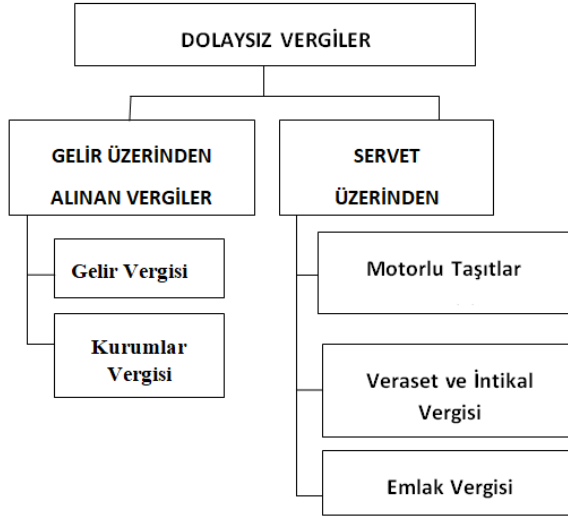 DOLAYSIZ VERGİLER
GELİR ÜZERİNDEN
ALINAN VERGİLER
Gelir Vergisi
Kurumlar
Vergisi
SERVET
ÜZERİNDEN
Motorlu Taşıtlar
Veraset ve İntikal
Vergisi
Emlak Vergisi